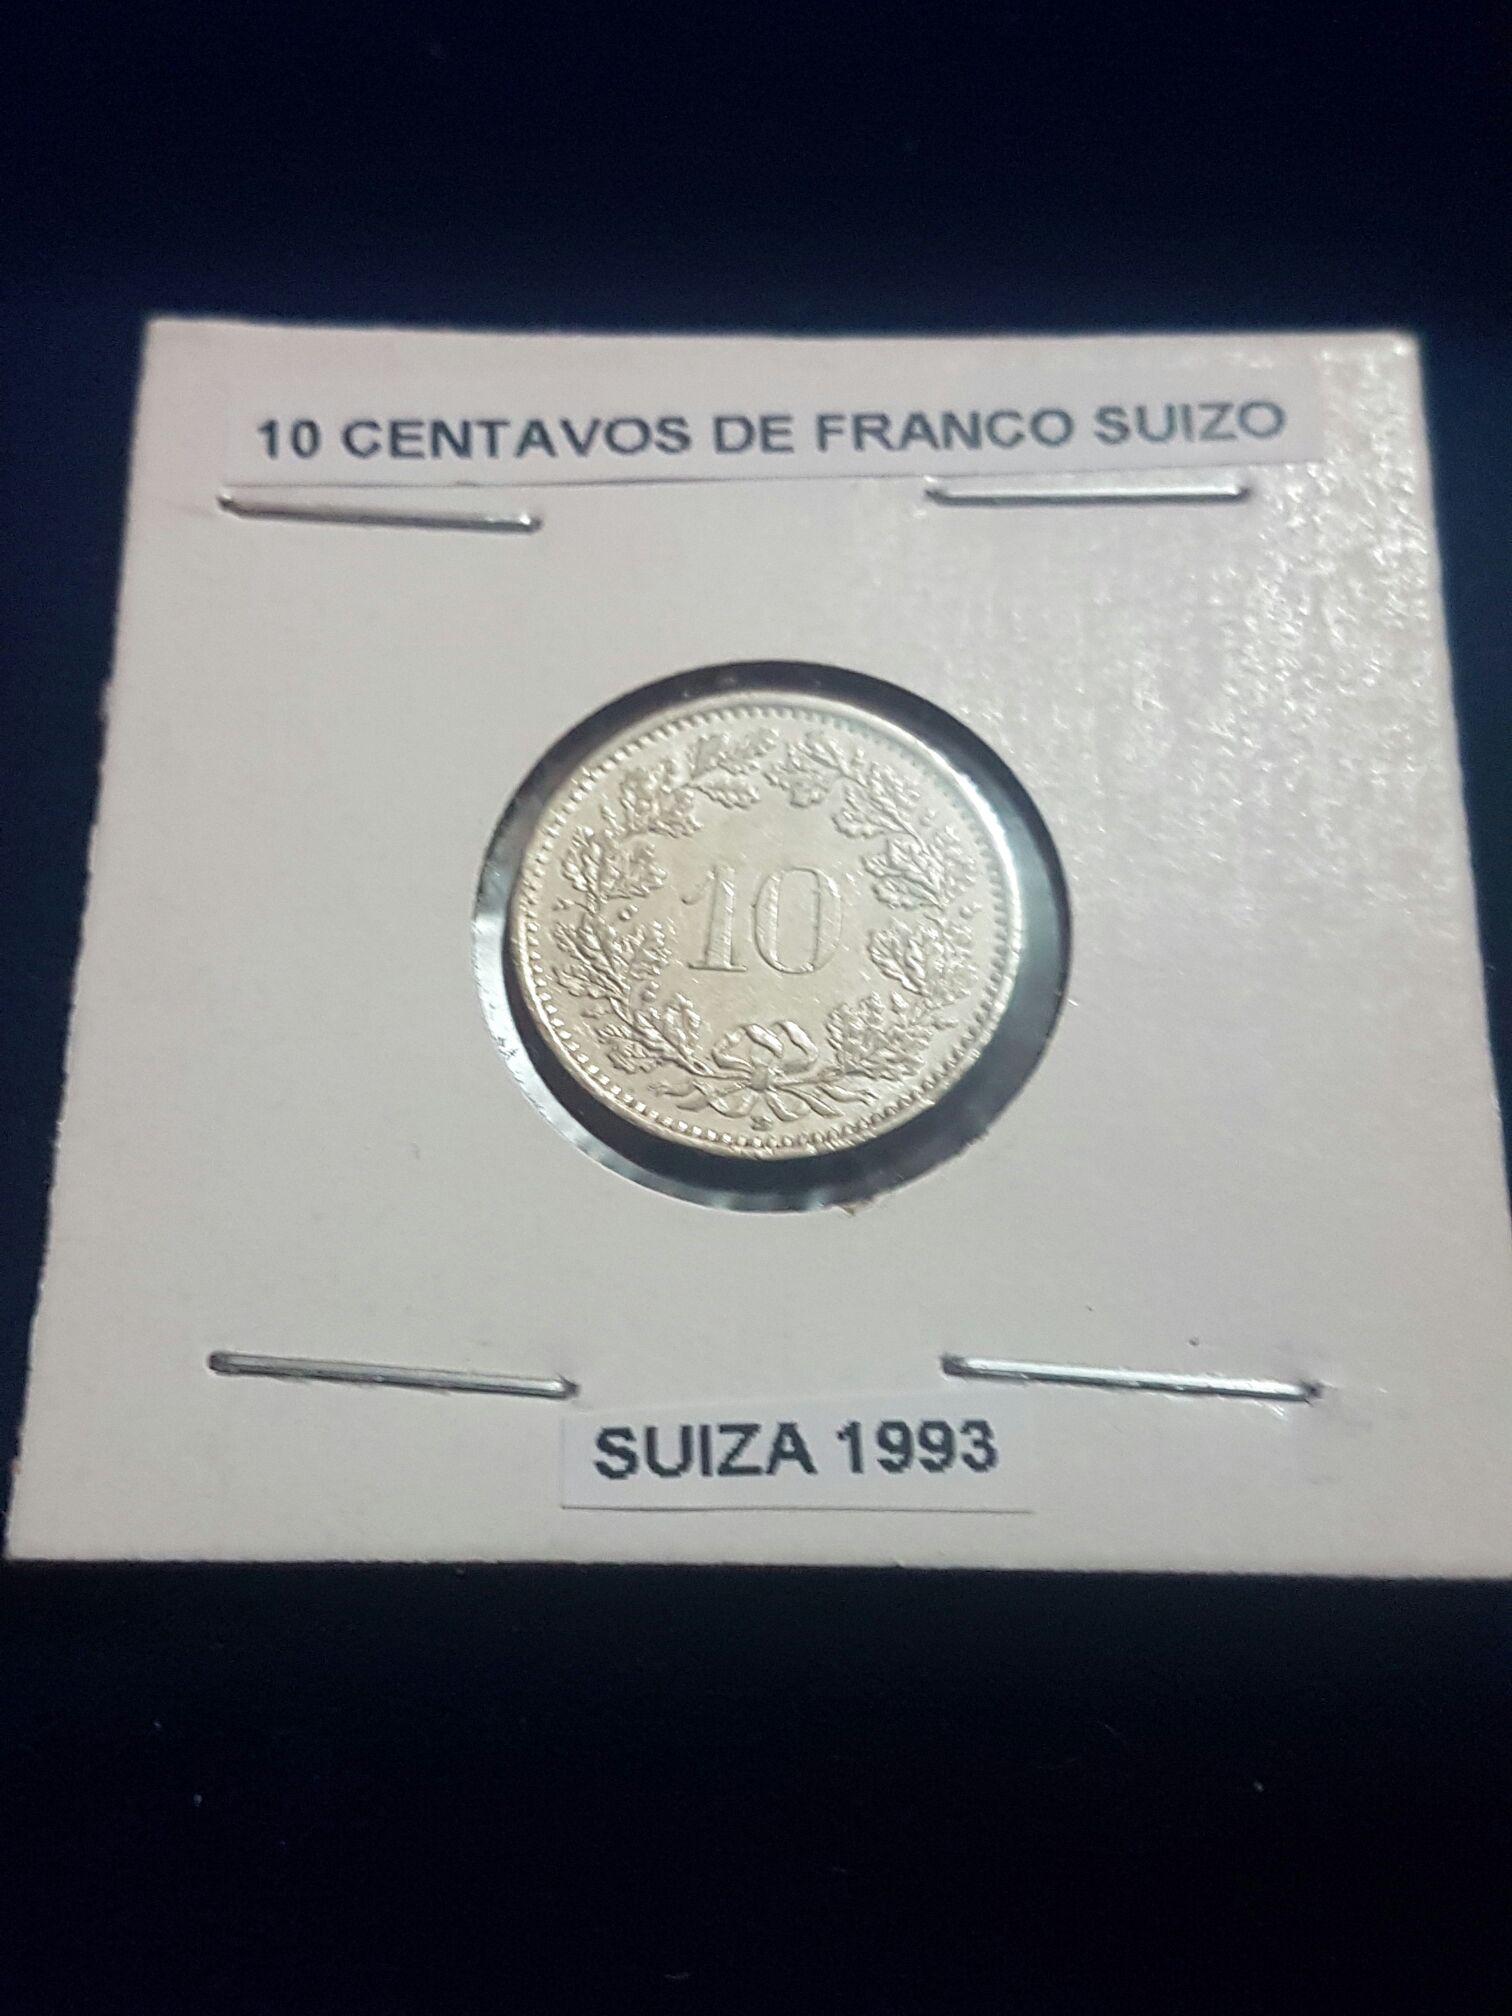 10 CENTAVOS DE FRANCO SUIZO
10
SUIZA 1993